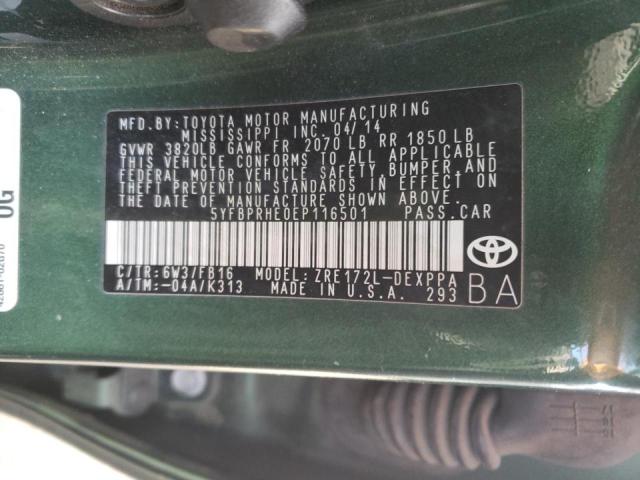 MFD.BY:TOYOTA MOTOR MANUFACTURING
MISSISSIPPI INC.04/14
GVWR 3820LB GAWR FR 2070 LB RR 1850 LB
THIS VEHICLE CONFORMS TO ALL APPLICABLE
FEDERAL MOTOR VEHICLE SAFETY,BUMPER,AND
THEFT PREVENTION STANDARDS IN EFFECT ON
THE DATE OF MANUFACTURE SHOWN ABOVE.
5YFBPRHE0EP116501 PASS.CAR
C/TR:6W3/FB16 MODEL:ZRE172L-DEXPPA
A/TM:-04A/K313 MADE IN U.S.A. 293
BA
OG